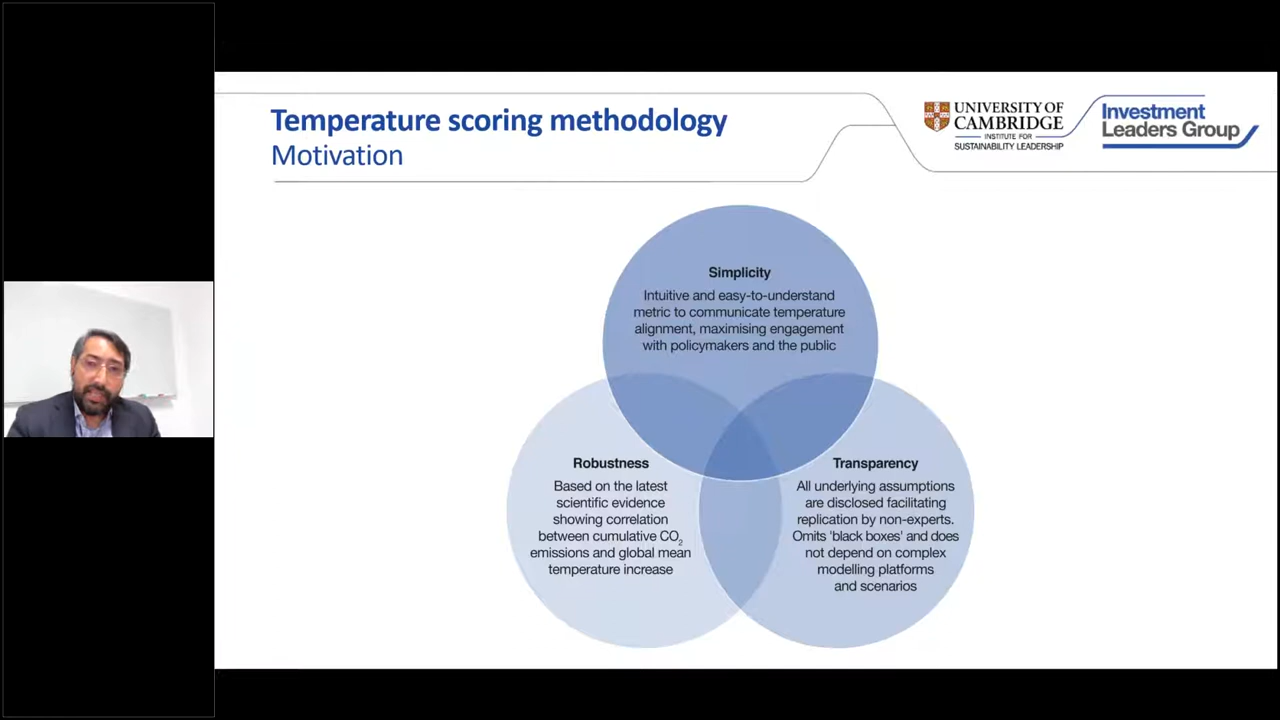 Temperature scoring methodology
Motivation
UNIVERSITY OF
CAMBRIDGE
INSTITUTE FOR
SUSTAINABILITY LEADERSHIP
Investment
Leaders Group
Simplicity
Intuitive and easy-to-understand
metric to communicate temperature
alignment, maximising engagement
with policymakers and the public
Robustness
Based on the latest
scientific evidence
showing correlation
between cumulative CO₂
emissions and global mean
temperature increase
Transparency
All underlying assumptions
are disclosed facilitating
replication by non-experts.
Omits 'black boxes' and does
not depend on complex
modelling platforms
and scenarios